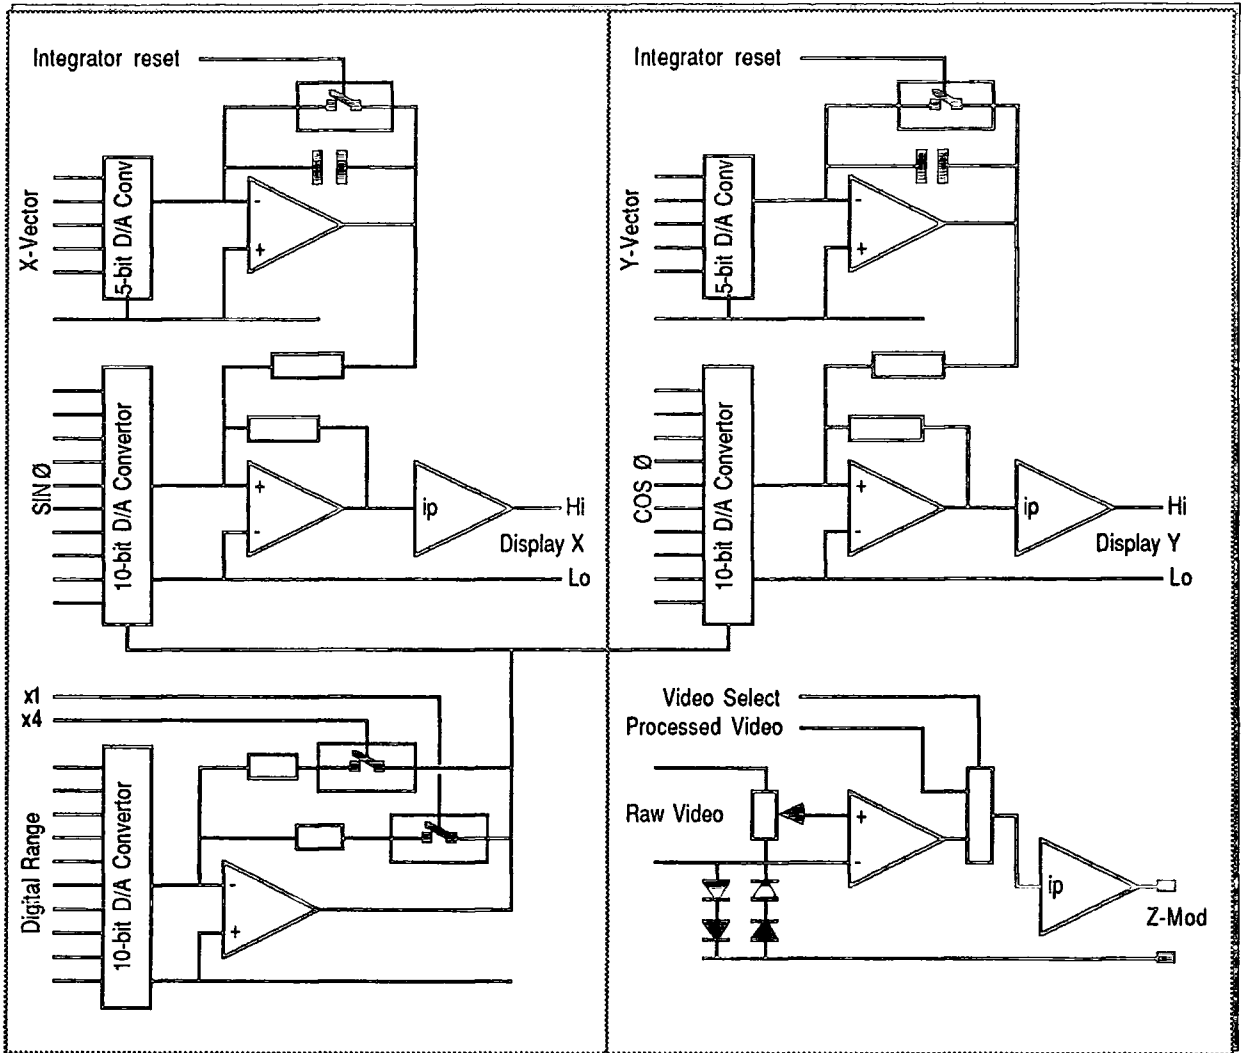 Integrator reset
X-Vector
5-bit D/A Conv
-
+
SIN Ø
10-bit D/A Convertor
+
-
ip
Hi
Display X
Lo
x1
x4
Digital Range
10-bit D/A Convertor
-
+
Integrator reset
Y-Vector
5-bit D/A Conv
-
+
COS Ø
10-bit D/A Convertor
+
-
ip
Hi
Display Y
Lo
Video Select
Processed Video
Raw Video
+
-
ip
Z-Mod